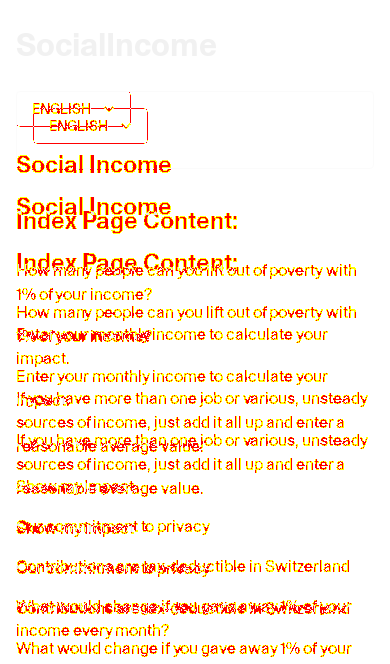 SocialIncome
ENGLISH
ENGLISH
Social Income
Social Income
Index Page Content:
Index Page Content:
How many people can you lift out of poverty with
1% of your income?
How many people can you lift out of poverty with
Enter your monthly income to calculate your
1% of your income?
impact.
Enter your monthly income to calculate your
If you have more than one job or various, unsteady
impact.
sources of income, just add it all up and enter a
If you have more than one job or various, unsteady
reasonable average value.
sources of income, just add it all up and enter a
Show my impact
reasonable average value.
Our commitment to privacy
Show my impact
Contributions are tax-deductible in Switzerland
Our commitment to privacy
What would change if you gave away 1% of your
Contributions are tax-deductible in Switzerland
income every month?
What would change if you gave away 1% of your